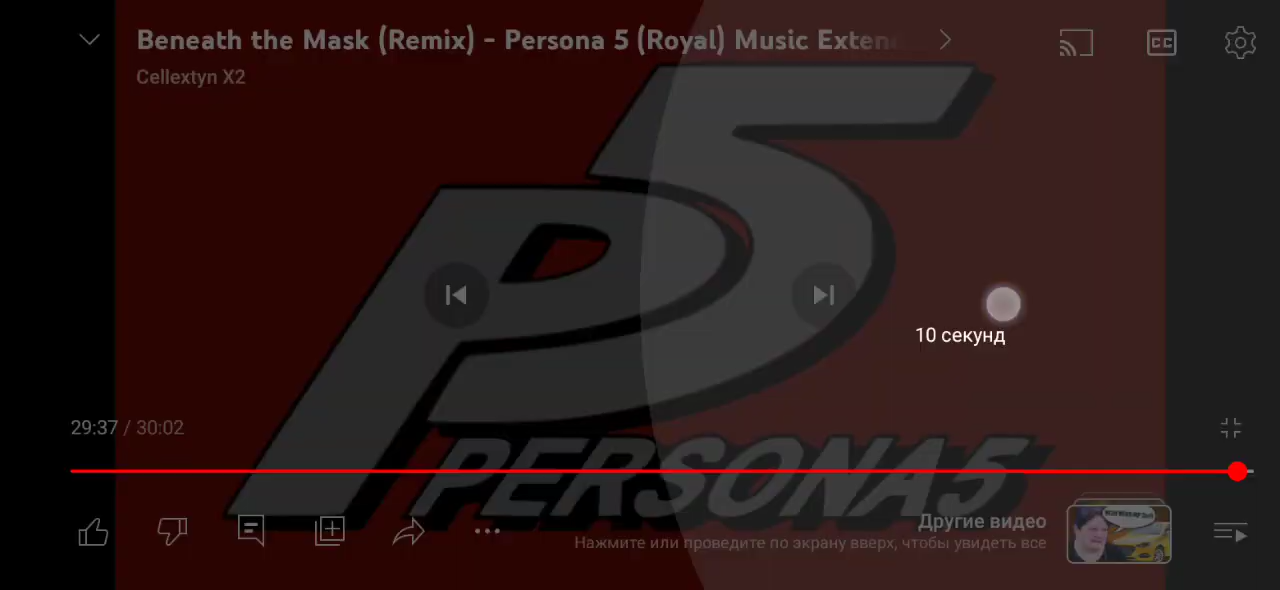 Beneath the Mask (Remix) - Persona 5 (Royal) Music Exten
Cellextyn X2
P5
10 секунд
29:37 / 30:02
PERSONA5
Другие видео
Нажмите или проведите по экрану вверх, чтобы увидеть все